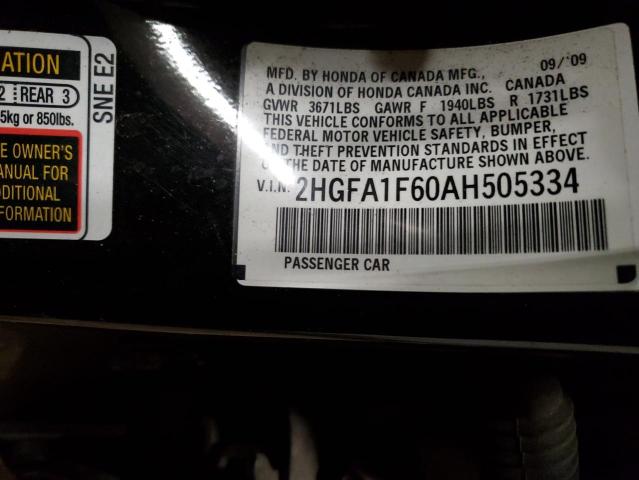 ATION
2 REAR 3
5kg or 850lbs.
E OWNER'S
MANUAL FOR
DDITIONAL
FORMATION
SNE E2
09/'09
MFD. BY HONDA OF CANADA MFG.,
A DIVISION OF HONDA CANADA INC. CANADA
GVWR 3671LBS GAWR F 1940LBS R 1731LBS
THIS VEHICLE CONFORMS TO ALL APPLICABLE
FEDERAL MOTOR VEHICLE SAFETY, BUMPER,
AND THEFT PREVENTION STANDARDS IN EFFECT
ON THE DATE OF MANUFACTURE SHOWN ABOVE.
V.I.N. 2HGFA1F60AH505334
PASSENGER CAR